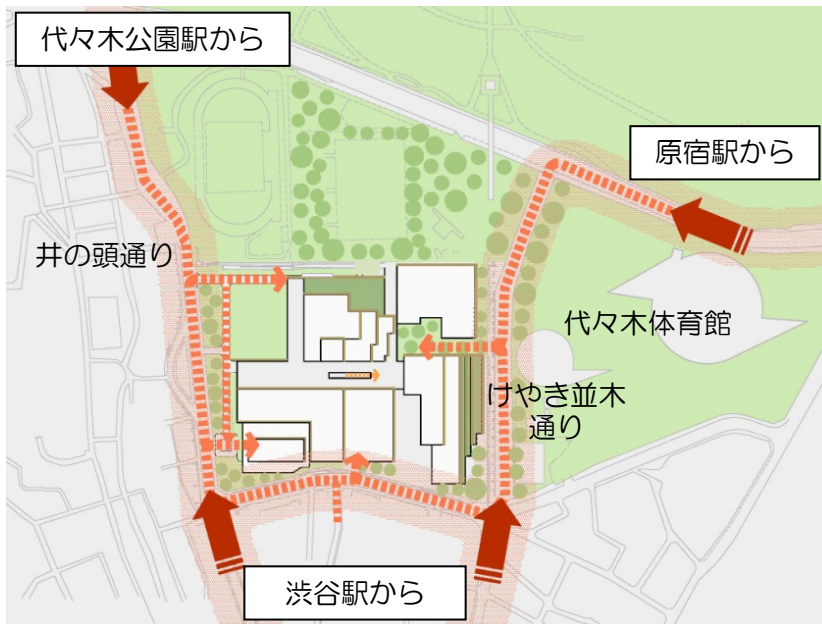 代々木公園駅から
原宿駅から
井の頭通り
代々木体育館
けやき並木
通り
渋谷駅から